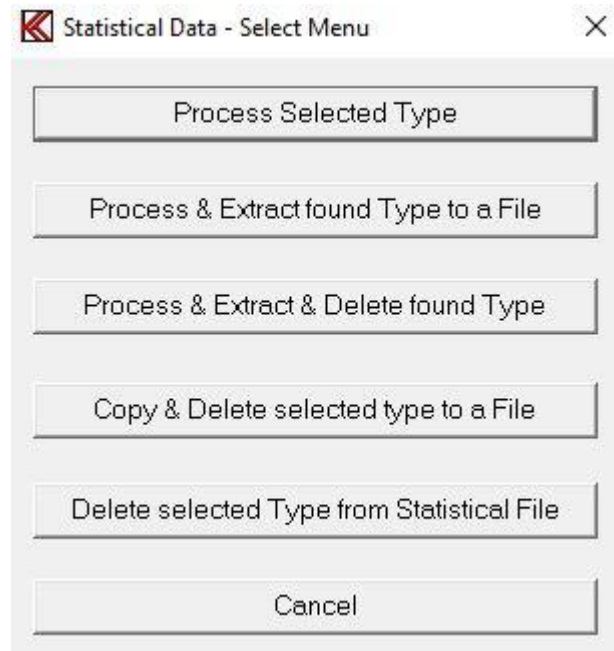 Statistical Data - Select Menu
Process Selected Type
Process & Extract found Type to a File
Process & Extract & Delete found Type
Copy & Delete selected type to a File
Delete selected Type from Statistical File
Cancel